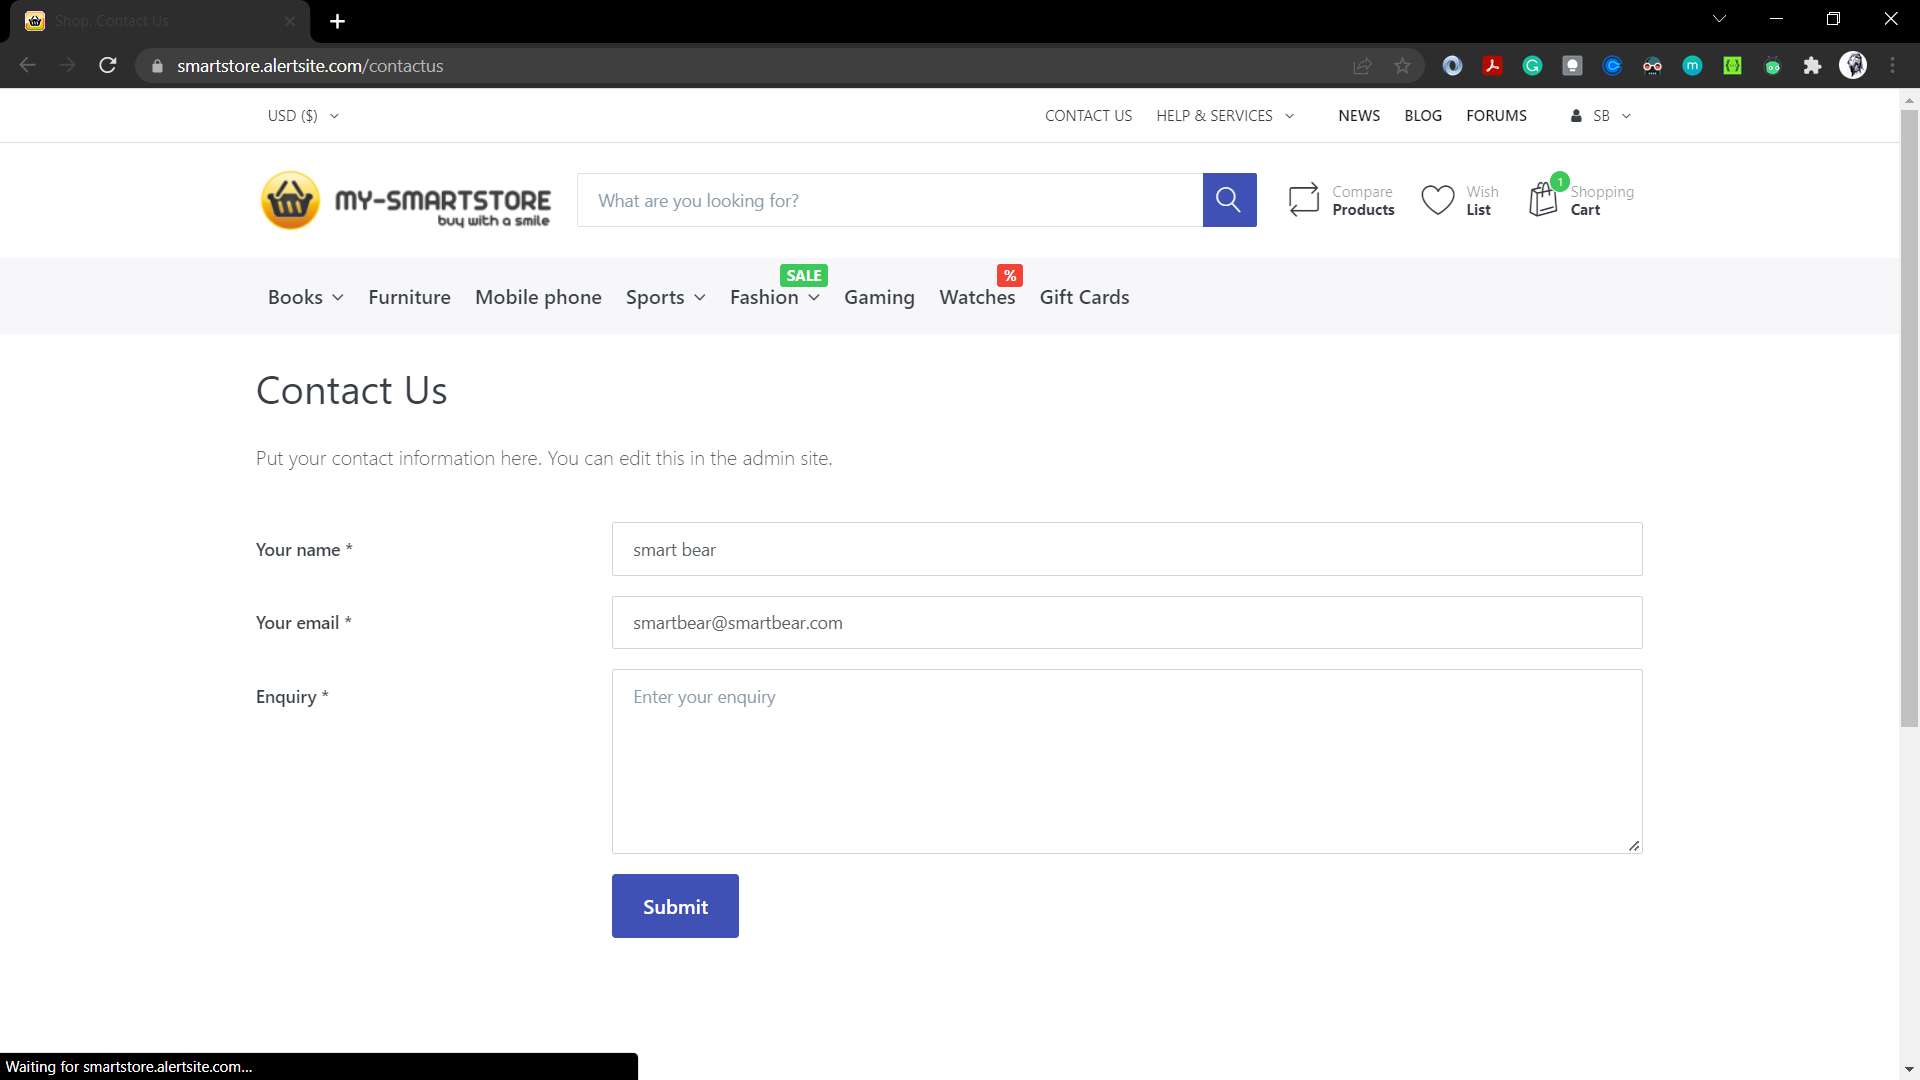 Shop. Contact Us
smartstore.alertsite.com/contactus
USD ($)
CONTACT US
HELP & SERVICES
NEWS
BLOG
FORUMS
SB
MY-SMARTSTORE
buy with a smile
What are you looking for?
Compare
Products
Wish
List
1
Shopping
Cart
SALE
%
Books
Furniture
Mobile phone
Sports
Fashion
Gaming
Watches
Gift Cards
Contact Us
Put your contact information here. You can edit this in the admin site.
Your name *
smart bear
Your email *
smartbear@smartbear.com
Enquiry *
Enter your enquiry
Submit
Waiting for smartstore.alertsite.com...